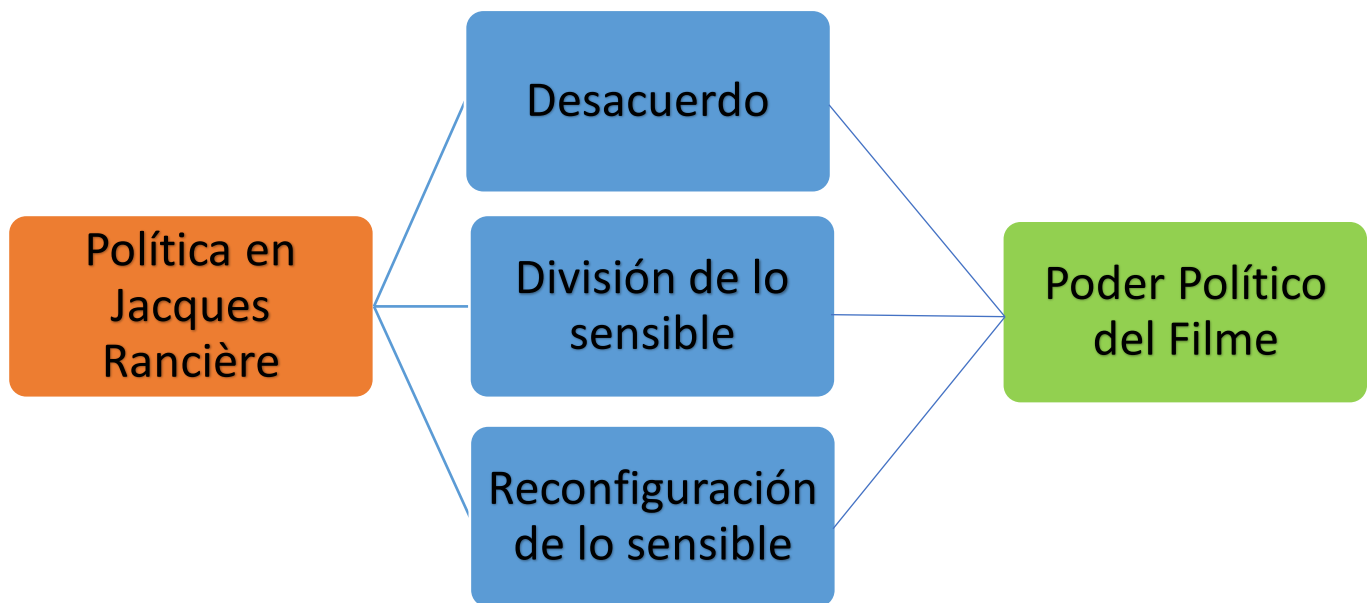 Desacuerdo
Política en
Jacques
Rancière
División de lo
sensible
Poder Político
del Filme
Reconfiguración
de lo sensible